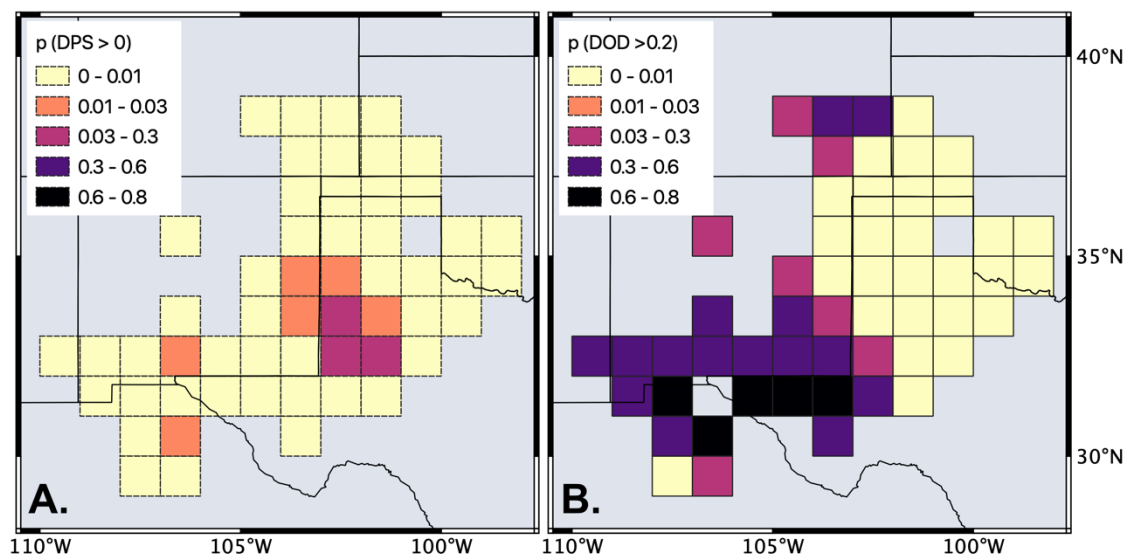 p (DPS > 0)
0 - 0.01
0.01 - 0.03
0.03 - 0.3
0.3 - 0.6
0.6 - 0.8
A.
110°W
105°W
100°W
p (DOD >0.2)
0 - 0.01
0.01 - 0.03
0.03 - 0.3
0.3 - 0.6
0.6 - 0.8
B.
40°N
35°N
30°N
110°W
105°W
100°W